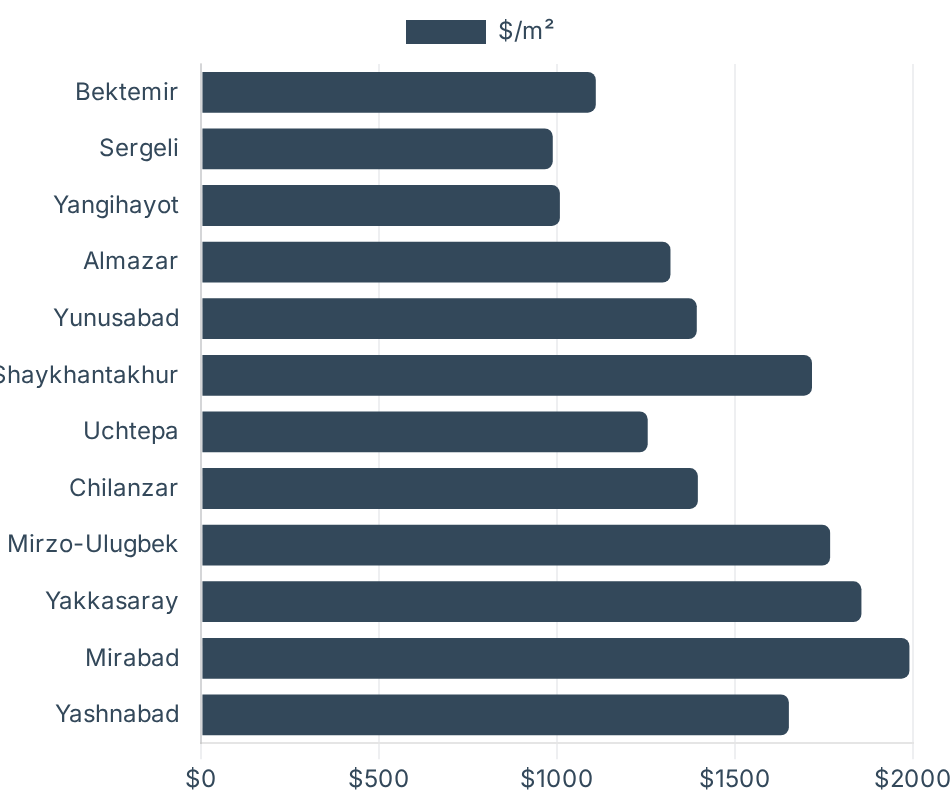 $/m²
Bektemir
Sergeli
Yangihayot
Almazar
Yunusabad
Shaykhantakhur
Uchtepa
Chilanzar
Mirzo-Ulugbek
Yakkasaray
Mirabad
Yashnabad
$0 $500 $1000 $1500 $2000